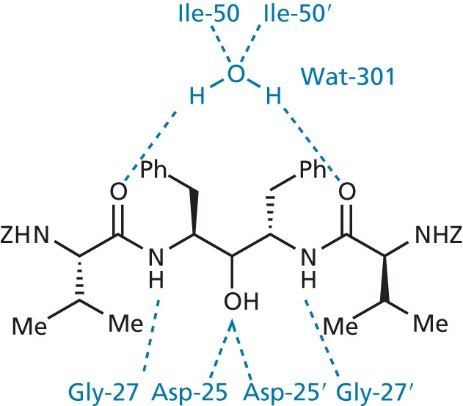 Ile-50 Ile-50′
O
H H Wat-301
Ph Ph
O O
ZHN N N NHZ
H H
OH
Me Me Me Me
Gly-27 Asp-25 Asp-25′ Gly-27′